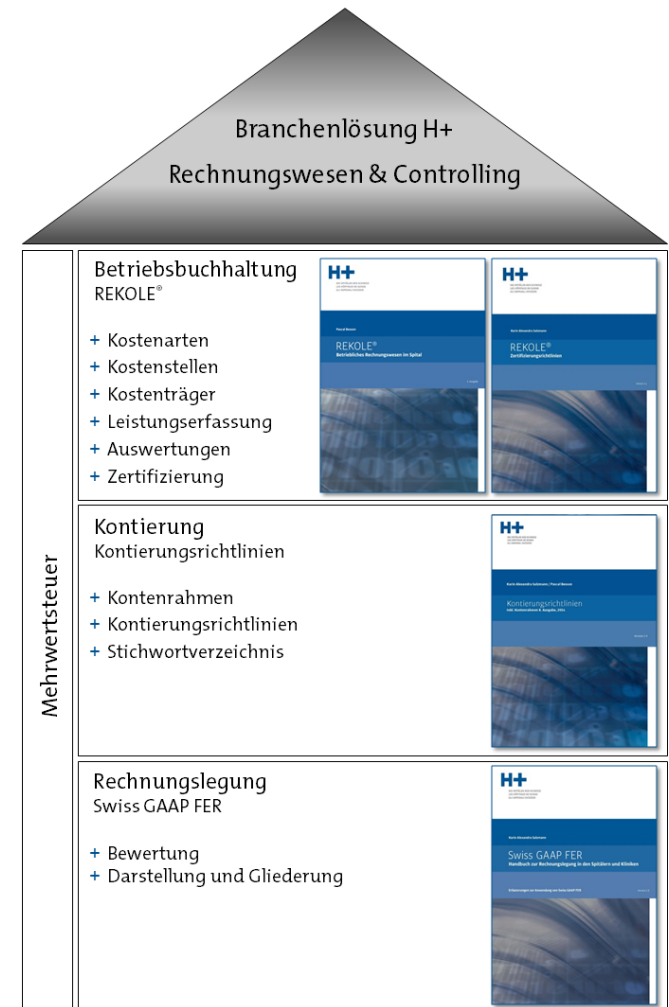 Branchenlösung H+
Rechnungswesen & Controlling
Mehrwertsteuer
Betriebsbuchhaltung
REKOLE®
+ Kostenarten
+ Kostenstellen
+ Kostenträger
+ Leistungserfassung
+ Auswertungen
+ Zertifizierung
H+
REKOLE®
Betriebliches Rechnungswesen im Spital
H+
REKOLE®
Zertifizierungsrichtlinien
Kontierung
Kontierungsrichtlinien
+ Kontenrahmen
+ Kontierungsrichtlinien
+ Stichwortverzeichnis
H+
Kontierungsrichtlinien
Rechnungslegung
Swiss GAAP FER
+ Bewertung
+ Darstellung und Gliederung
H+
Swiss GAAP FER
Handbuch zur Rechnungslegung in den Spitälern und Kliniken